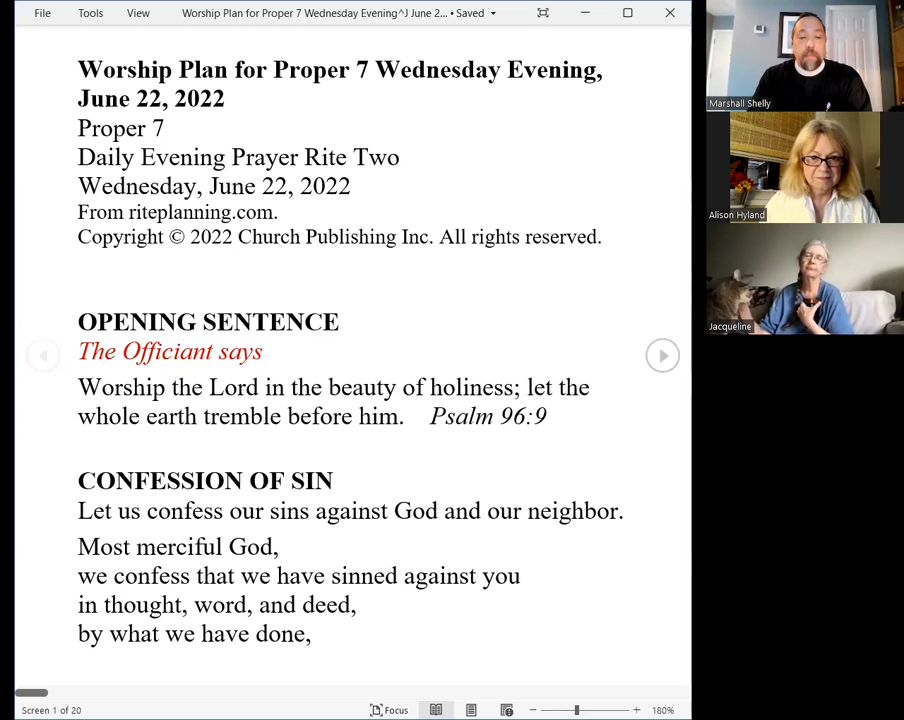 File Tools View Worship Plan for Proper 7 Wednesday Evening^J June 2... • Saved
Worship Plan for Proper 7 Wednesday Evening,
June 22, 2022
Proper 7
Daily Evening Prayer Rite Two
Wednesday, June 22, 2022
From riteplanning.com.
Copyright © 2022 Church Publishing Inc. All rights reserved.
OPENING SENTENCE
The Officiant says
Worship the Lord in the beauty of holiness; let the
whole earth tremble before him. Psalm 96:9
CONFESSION OF SIN
Let us confess our sins against God and our neighbor.
Most merciful God,
we confess that we have sinned against you
in thought, word, and deed,
by what we have done,
Screen 1 of 20 Focus 180%
Marshall Shelly
Alison Hyland
Jacqueline